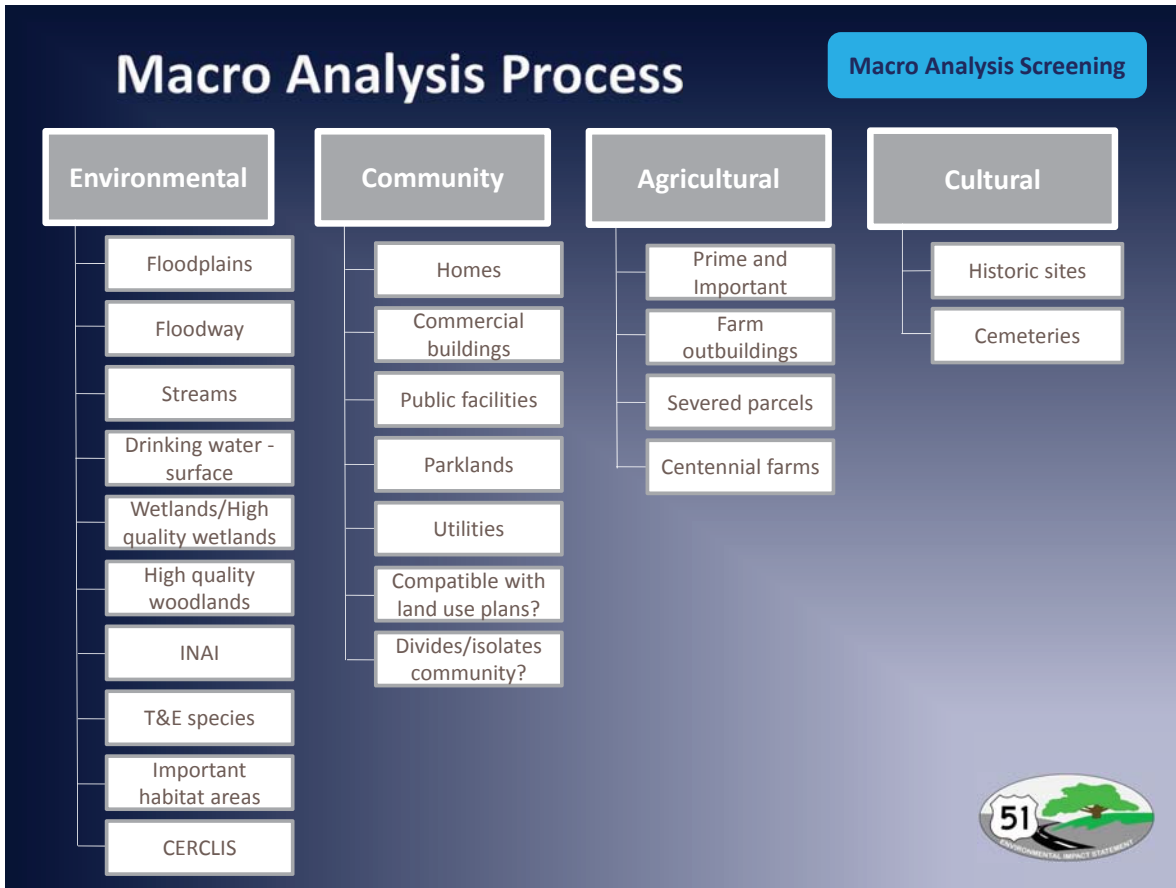 Macro Analysis Process
Macro Analysis Screening
Environmental
Floodplains
Floodway
Streams
Drinking water -
surface
Wetlands/High
quality wetlands
High quality
woodlands
INAI
T&E species
Important
habitat areas
CERCLIS
Community
Homes
Commercial
buildings
Public facilities
Parklands
Utilities
Compatible with
land use plans?
Divides/isolates
community?
Agricultural
Prime and
Important
Farm
outbuildings
Severed parcels
Centennial farms
Cultural
Historic sites
Cemeteries
51
ENVIRONMENTAL IMPACT STATEMENT